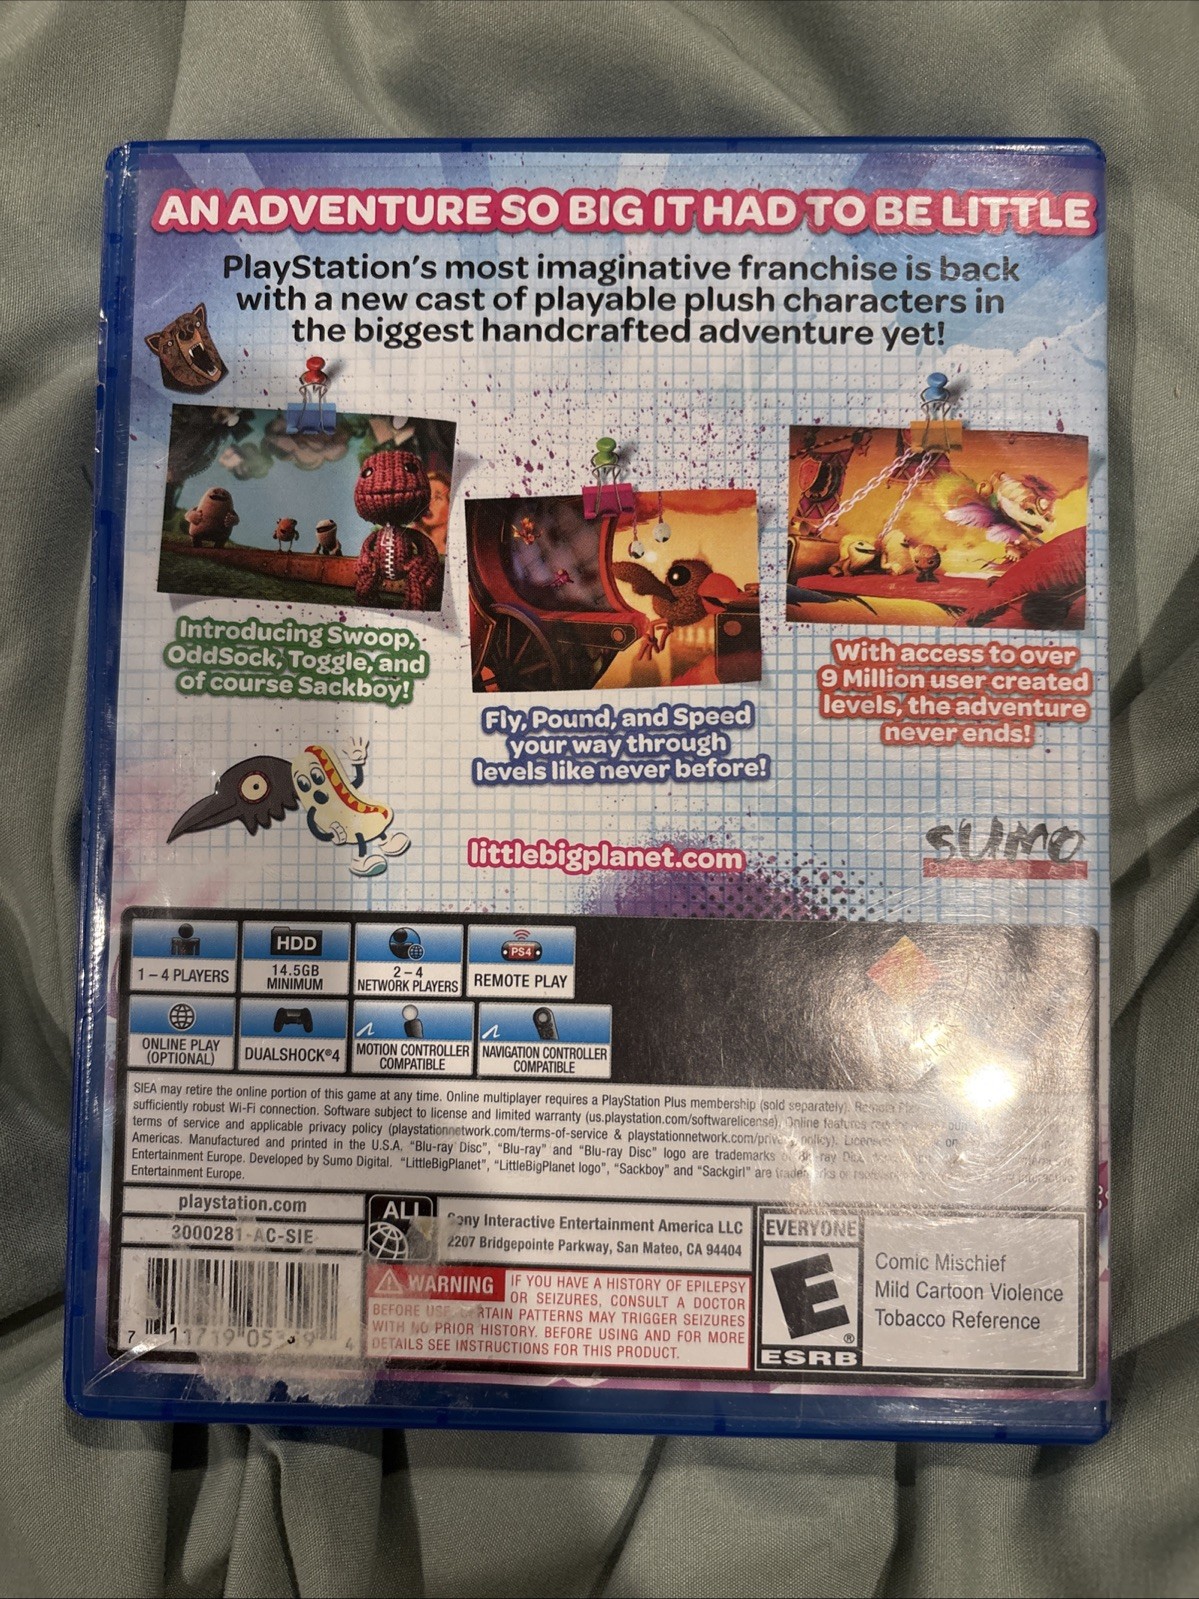 AN ADVENTURE SO BIG IT HAD TO BE LITTLE
PlayStation's most imaginative franchise is back
with a new cast of playable plush characters in
the biggest handcrafted adventure yet!
Introducing Swoop,
OddSock, Toggle, and
of course Sackboy!
Fly, Pound, and Speed
your way through
levels like never before!
With access to over
9 Million user created
levels, the adventure
never ends!
littlebigplanet.com
SUMO
1 – 4 PLAYERS
HDD
14.5GB
MINIMUM
2 – 4
NETWORK PLAYERS
PS4
REMOTE PLAY
ONLINE PLAY
(OPTIONAL)
DUALSHOCK®4
MOTION CONTROLLER
COMPATIBLE
NAVIGATION CONTROLLER
COMPATIBLE
SIEA may retire the online portion of this game at any time. Online multiplayer requires a PlayStation Plus membership (sold separately).
sufficiently robust Wi-Fi connection. Software subject to license and limited warranty (us.playstation.com/softwarelicense). Online features
terms of service and applicable privacy policy (playstationnetwork.com/terms-of-service &
Americas. Manufactured and printed in the U.S.A. "Blu-ray Disc", "Blu-ray" and "Blu-ray Disc" logo are trademarks
Entertainment Europe. Developed by Sumo Digital. "LittleBigPlanet", "LittleBigPlanet logo", "Sackboy" and "Sackgirl" are
Entertainment Europe.
playstation.com
3000281-AC-SIE
ALL
Sony Interactive Entertainment America LLC
2207 Bridgepointe Parkway, San Mateo, CA 94404
WARNING
IF YOU HAVE A HISTORY OF EPILEPSY
OR SEIZURES, CONSULT A DOCTOR
BEFORE PATTERNS MAY TRIGGER SEIZURES
WITH NO PRIOR HISTORY. BEFORE USING AND FOR MORE
DETAILS SEE INSTRUCTIONS FOR THIS PRODUCT.
7 11719 4
EVERYONE
E
®
ESRB
Comic Mischief
Mild Cartoon Violence
Tobacco Reference